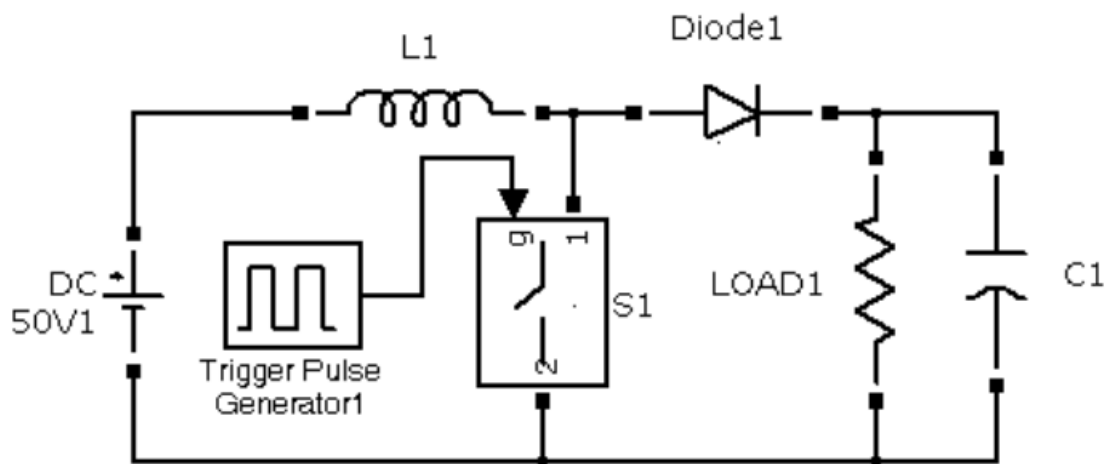 Diode1
L1
g
1
DC
50V1
S1
LOAD1
C1
2
Trigger Pulse
Generator1